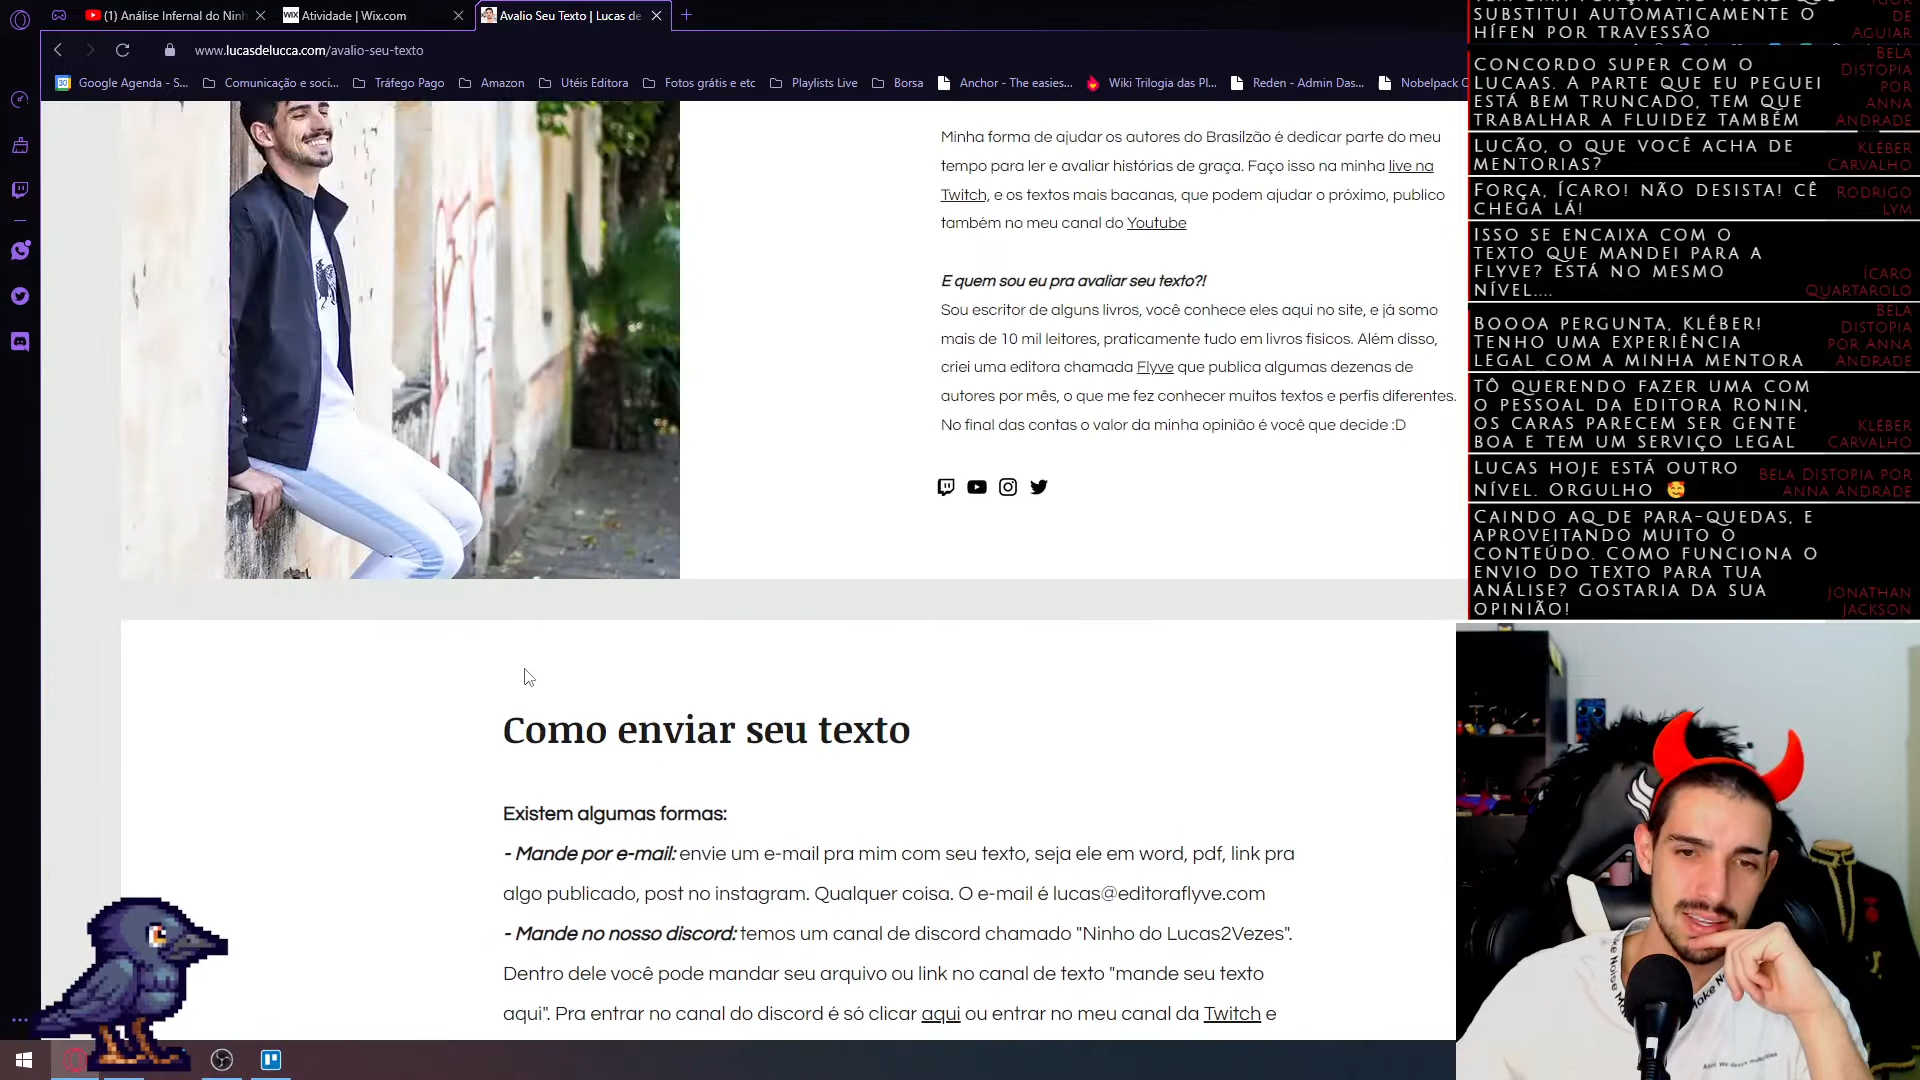 (1) Análise Infernal do Ninh
Atividade | Wix.com
Avalio Seu Texto | Lucas de
www.lucasdelucca.com/avalio-seu-texto
Google Agenda - S...
Comunicação e soci...
Tráfego Pago
Amazon
Utéis Editora
Fotos grátis e etc
Playlists Live
Borsa
Anchor - The easies...
Wiki Trilogia das Pl...
Reden - Admin Das...
Nobelpack
Minha forma de ajudar os autores do Brasilzão é dedicar parte do meu
tempo para ler e avaliar histórias de graça. Faço isso na minha live na
Twitch, e os textos mais bacanas, que podem ajudar o próximo, publico
também no meu canal do Youtube
E quem sou eu pra avaliar seu texto?!
Sou escritor de alguns livros, você conhece eles aqui no site, e já somo
mais de 10 mil leitores, praticamente tudo em livros físicos. Além disso,
criei uma editora chamada Flyve que publica algumas dezenas de
autores por mês, o que me fez conhecer muitos textos e perfis diferentes.
No final das contas o valor da minha opinião é você que decide :D
Como enviar seu texto
Existem algumas formas:
- Mande por e-mail: envie um e-mail pra mim com seu texto, seja ele em word, pdf, link pra
algo publicado, post no instagram. Qualquer coisa. O e-mail é lucas@editoraflyve.com
- Mande no nosso discord: temos um canal de discord chamado "Ninho do Lucas2Vezes".
Dentro dele você pode mandar seu arquivo ou link no canal de texto "mande seu texto
aqui". Pra entrar no canal do discord é só clicar aqui ou entrar no meu canal da Twitch e
SUBSTITUI AUTOMATICAMENTE O
HÍFEN POR TRAVESSÃO
DE
AGUIAR
CONCORDO SUPER COM O
LUCAAS. A PARTE QUE EU PEGUEI
ESTÁ BEM TRUNCADO, TEM QUE
TRABALHAR A FLUIDEZ TAMBÉM
BELA
DISTOPIA
POR
ANNA
ANDRADE
LUCÃO, O QUE VOCÊ ACHA DE
MENTORIAS?
KLÉBER
CARVALHO
FORÇA, ÍCARO! NÃO DESISTA! CÊ
CHEGA LÁ!
RODRIGO
LYM
ISSO SE ENCAIXA COM O
TEXTO QUE MANDEI PARA A
FLYVE? ESTÁ NO MESMO
NÍVEL....
ÍCARO
QUARTAROLO
BOOOA PERGUNTA, KLÉBER!
TENHO UMA EXPERIÊNCIA
LEGAL COM A MINHA MENTORA
BELA
DISTOPIA
POR ANNA
ANDRADE
TÔ QUERENDO FAZER UMA COM
O PESSOAL DA EDITORA RONIN,
OS CARAS PARECEM SER GENTE
BOA E TEM UM SERVIÇO LEGAL
KLÉBER
CARVALHO
LUCAS HOJE ESTÁ OUTRO
NÍVEL. ORGULHO 🥰
BELA DISTOPIA POR
ANNA ANDRADE
CAINDO AQ DE PARA-QUEDAS, E
APROVEITANDO MUITO O
CONTEÚDO. COMO FUNCIONA O
ENVIO DO TEXTO PARA TUA
ANÁLISE? GOSTARIA DA SUA
OPINIÃO!
JONATHAN
JACKSON